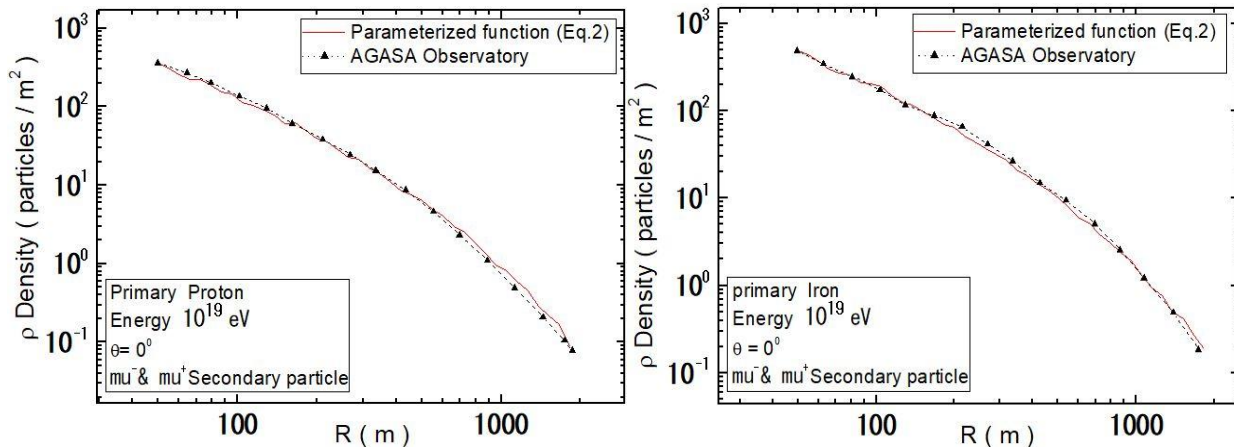 ρ Density ( particles / m²)
10³
10²
10¹
10⁰
10⁻¹
Parameterized function (Eq.2)
AGASA Observatory
Primary Proton
Energy 10¹⁹ eV
θ= 0⁰
mu⁻& mu⁺Secondary particle
100
1000
R ( m )
ρ Density ( particles / m²)
10³
10²
10¹
10⁰
10⁻¹
Parameterized function (Eq.2)
AGASA Observatory
primary Iron
Energy 10¹⁹ eV
θ = 0⁰
mu⁻& mu⁺Secondary particle
100
1000
R ( m )